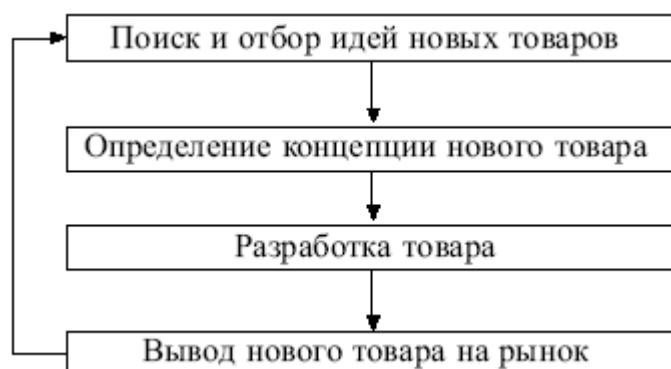 Поиск и отбор идей новых товаров
Определение концепции нового товара
Разработка товара
Вывод нового товара на рынок